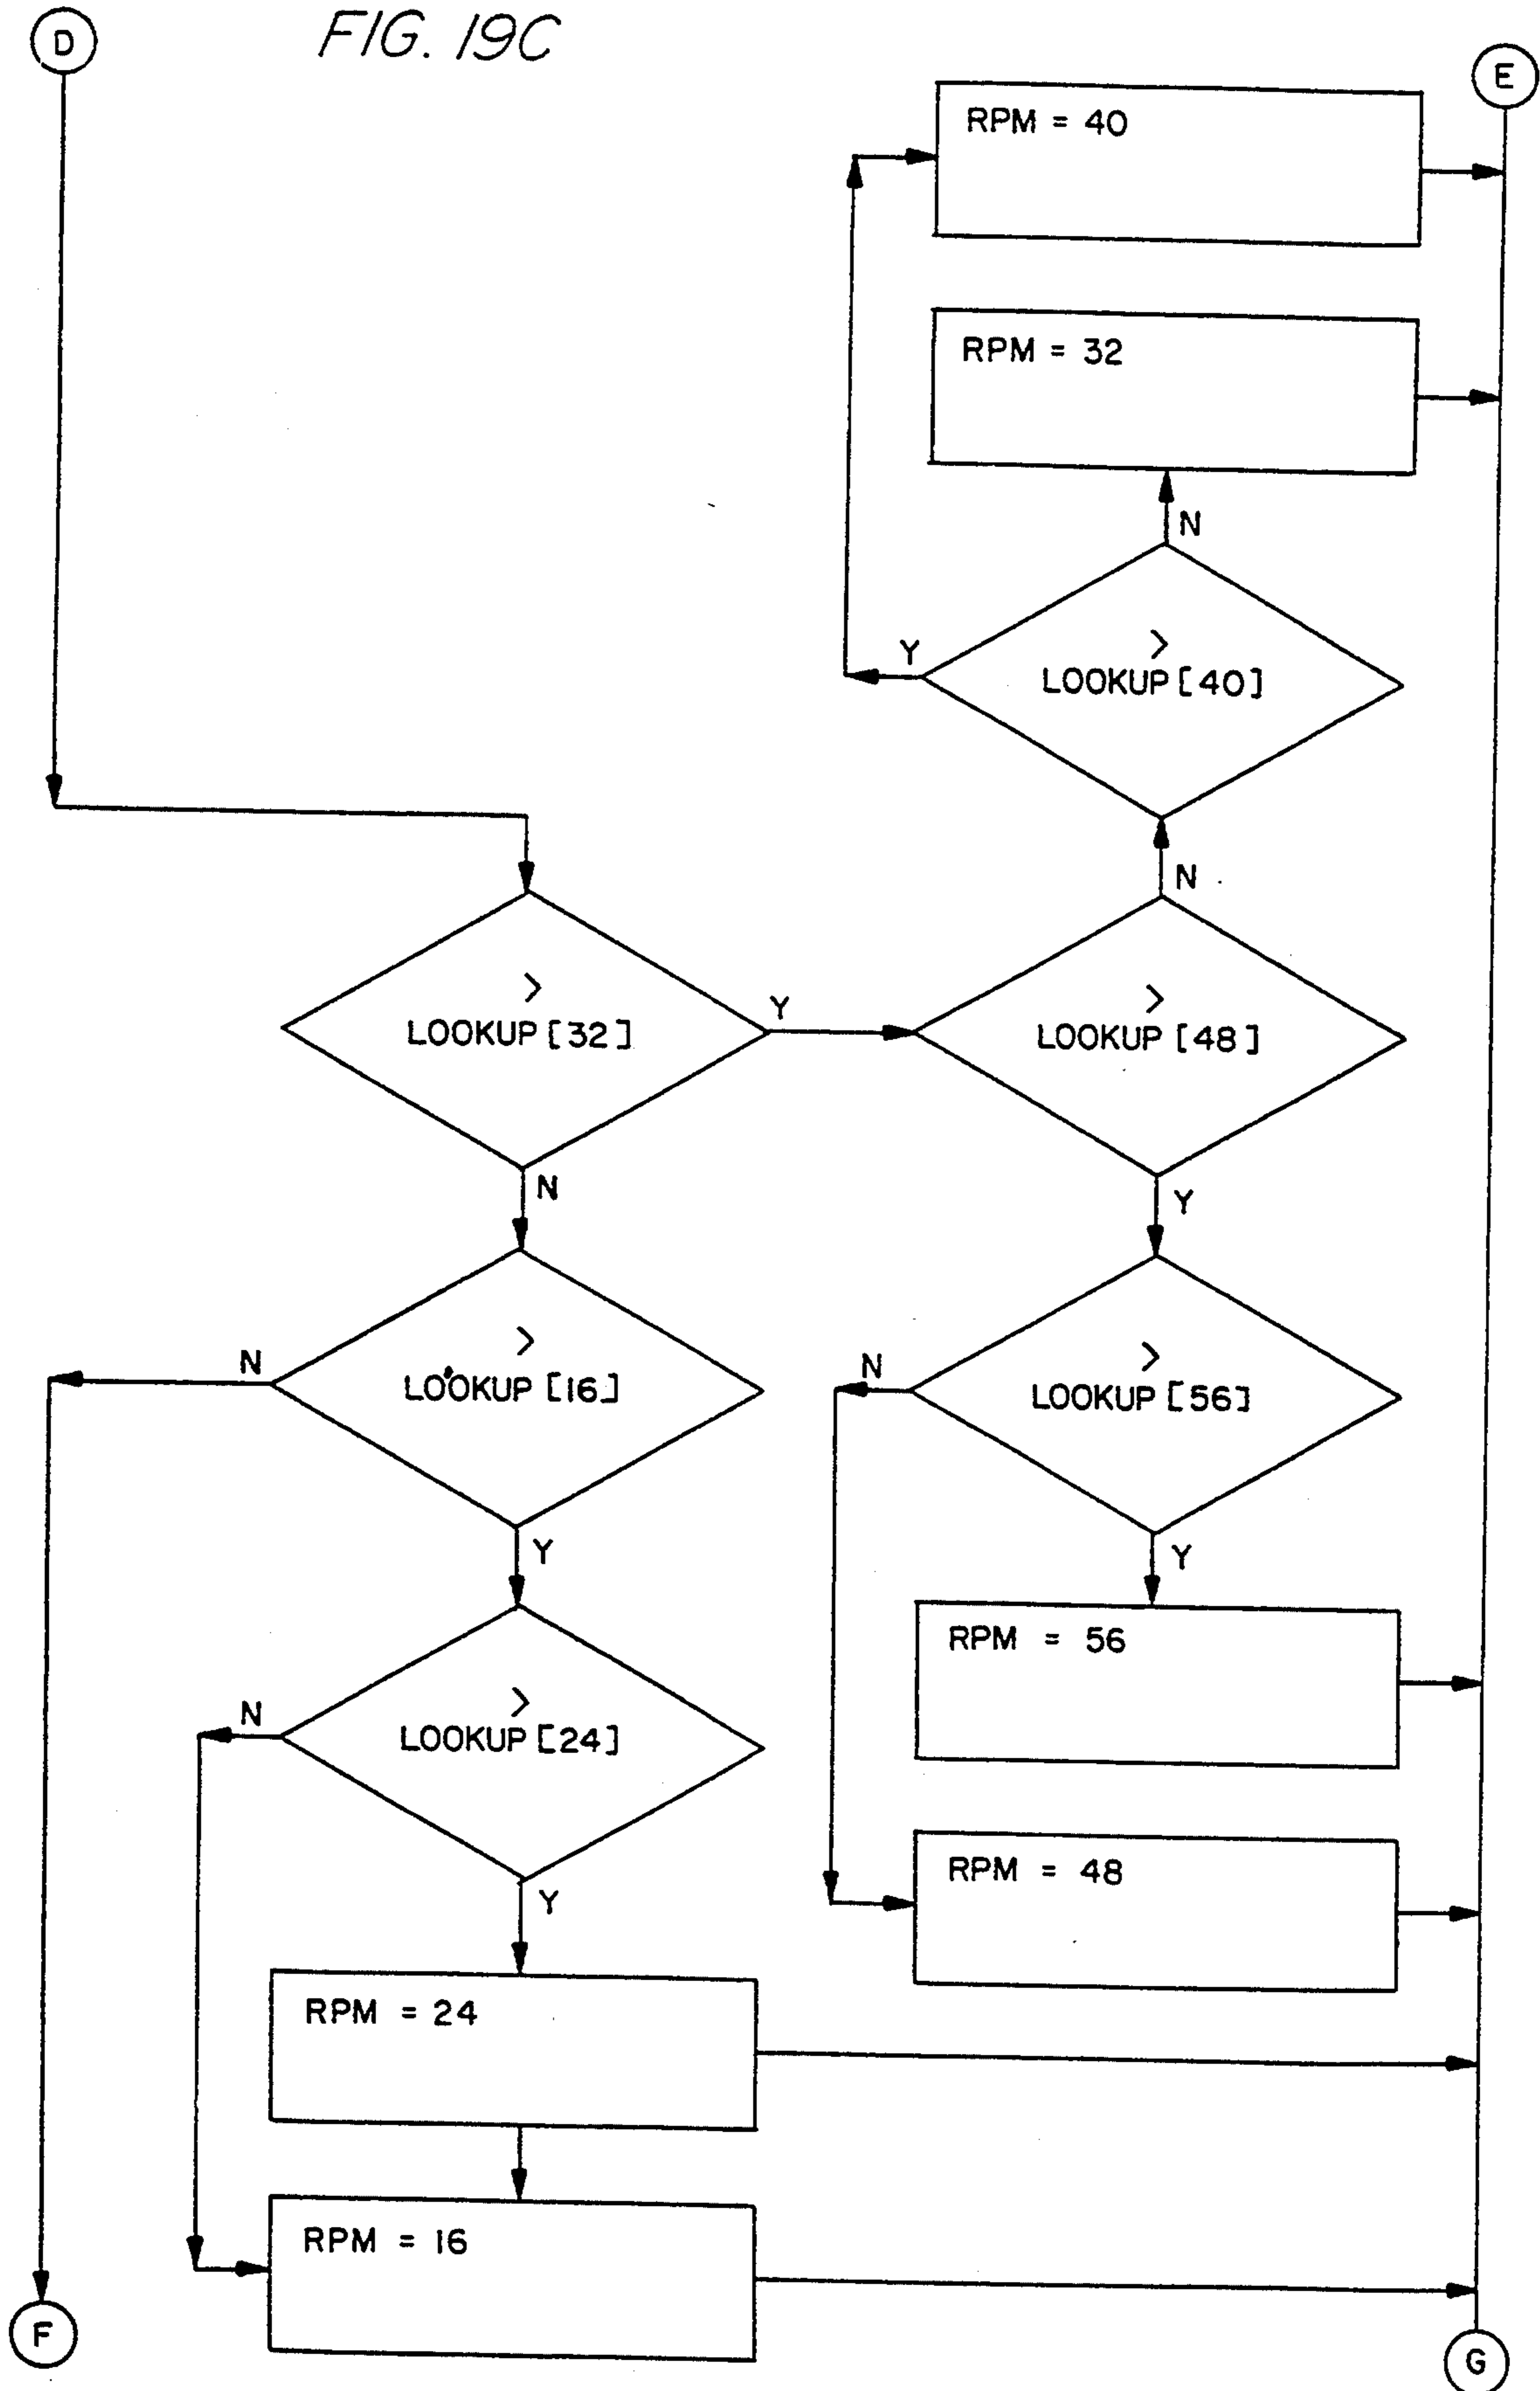 D
FIG. 19C
E
RPM = 40
RPM = 32
N
Y
>
LOOKUP [40]
N
>
LOOKUP [32]
Y
>
LOOKUP [48]
N
Y
N
>
LOOKUP [16]
N
>
LOOKUP [56]
Y
Y
RPM = 56
N
>
LOOKUP [24]
RPM = 48
Y
RPM = 24
RPM = 16
F
G